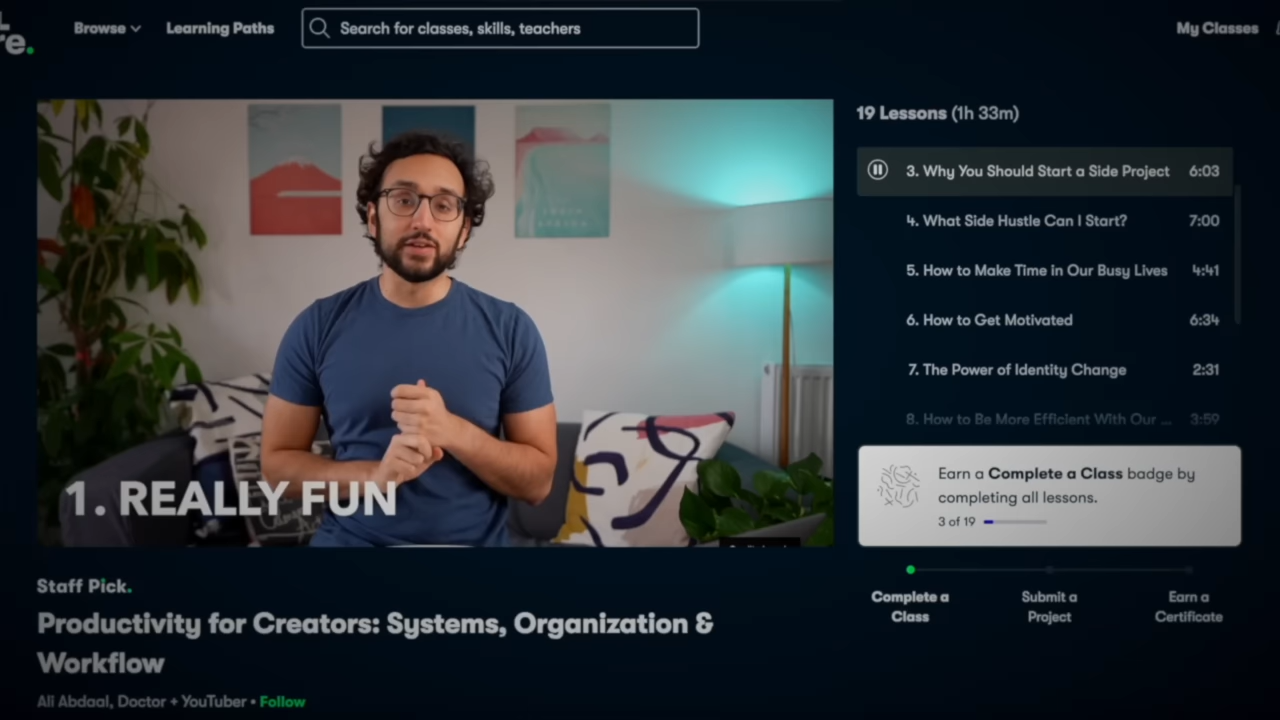 re.
Browse
Learning Paths
Search for classes, skills, teachers
My Classes
1. REALLY FUN
19 Lessons (1h 33m)
3. Why You Should Start a Side Project 6:03
4. What Side Hustle Can I Start? 7:00
5. How to Make Time in Our Busy Lives 4:41
6. How to Get Motivated 6:34
7. The Power of Identity Change 2:31
8. How to Be More Efficient With Our ... 3:59
Earn a Complete a Class badge by
completing all lessons.
3 of 19
Complete a
Class
Submit a
Project
Earn a
Certificate
Staff Pick.
Productivity for Creators: Systems, Organization &
Workflow
Ali Abdaal, Doctor + YouTuber • Follow